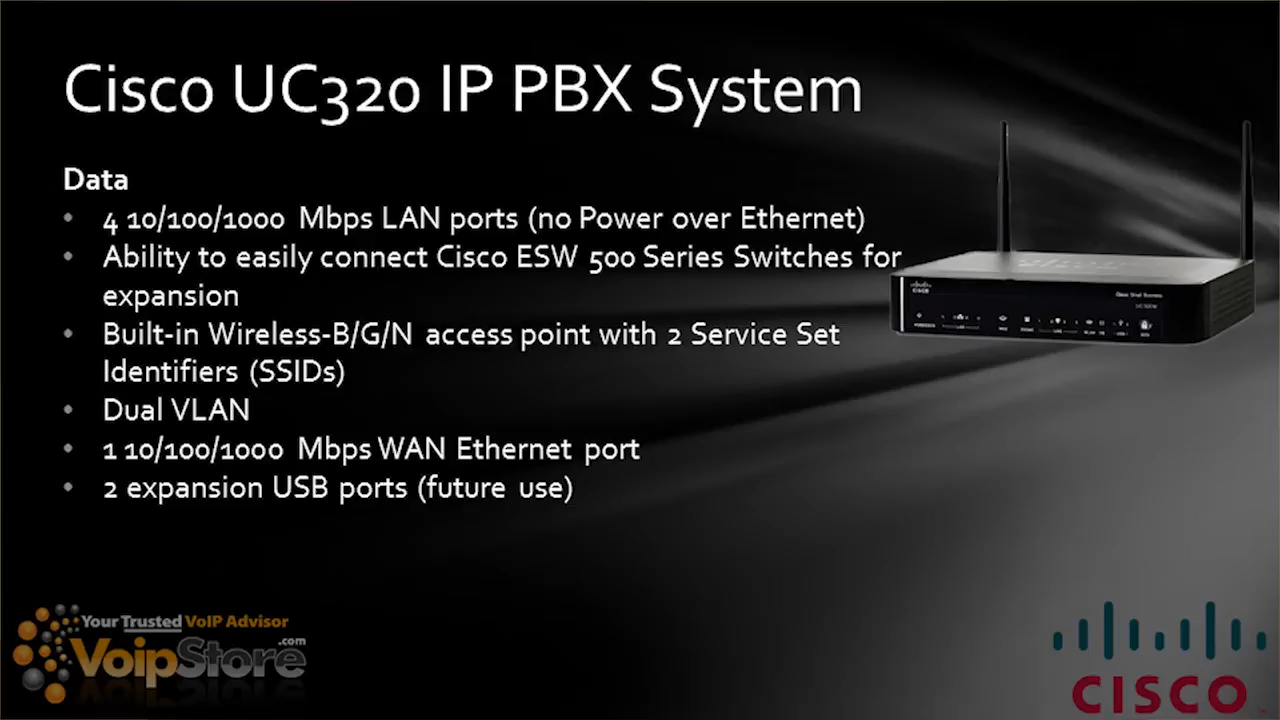 Cisco UC320 IP PBX System
Data
• 4 10/100/1000 Mbps LAN ports (no Power over Ethernet)
• Ability to easily connect Cisco ESW 500 Series Switches for
expansion
• Built-in Wireless-B/G/N access point with 2 Service Set
Identifiers (SSIDs)
• Dual VLAN
• 1 10/100/1000 Mbps WAN Ethernet port
• 2 expansion USB ports (future use)
CISCO
Your Trusted VoIP Advisor
VoipStore.com
CISCO